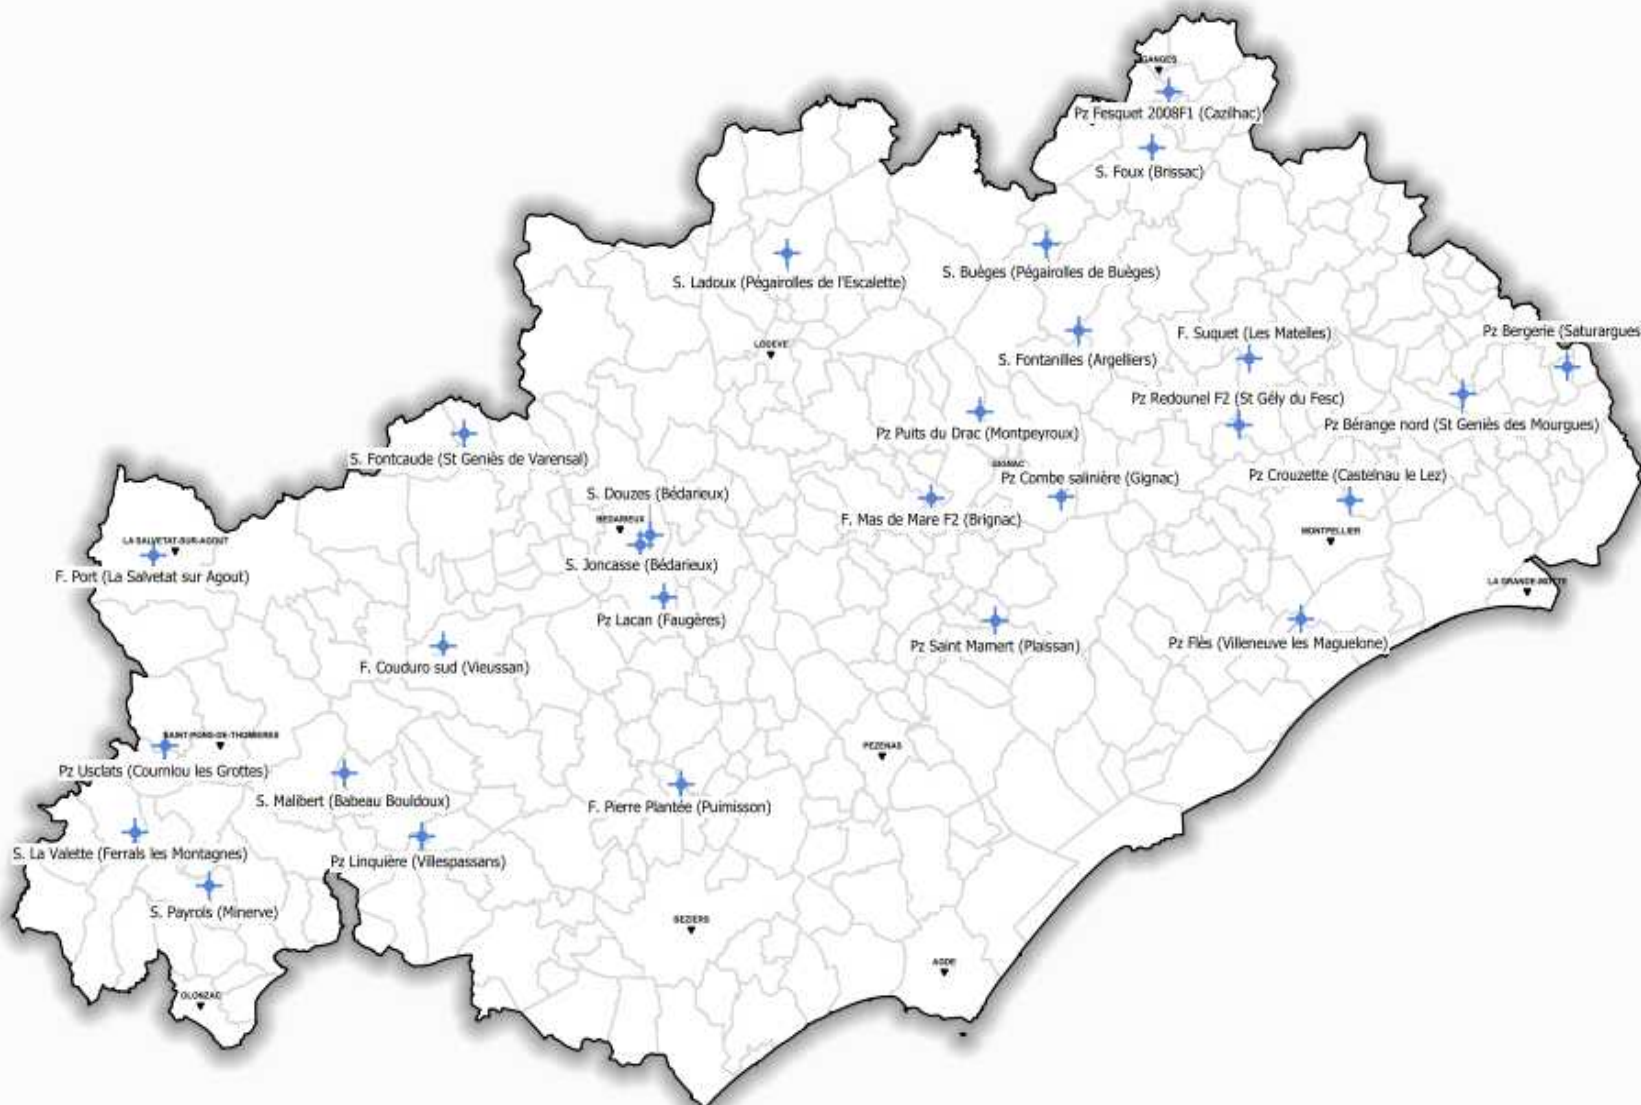 GANGES
Pz Fesquet 2008F1 (Cazilhac)
S. Foux (Brissac)
S. Buèges (Pégairolles de Buèges)
S. Ladoux (Pégairolles de l'Escalette)
F. Suquet (Les Matelles)
Pz Bergerie (Saturargues
LODEVE
S. Fontanilles (Argelliers)
Pz Redounel F2 (St Gély du Fesc)
Pz Bérange nord (St Geniès des Mourgues)
Pz Puits du Drac (Montpeyroux)
S. Fontcaude (St Geniès de Varensal)
GIGNAC
Pz Combe salinière (Gignac)
Pz Crouzette (Castelnau le Lez)
S. Douzes (Bédarieux)
BEDARIEUX
F. Mas de Mare F2 (Brignac)
MONTPELLIER
LA SALVETAT-SUR-AGOUT
S. Joncasse (Bédarieux)
F. Port (La Salvetat sur Agout)
LA GRANDE-MOTTE
Pz Lacan (Faugères)
Pz Saint Mamert (Plaissan)
Pz Flès (Villeneuve les Maguelone)
F. Couduro sud (Vieussan)
SAINT-PONS-DE-THOMIERES
PEZENAS
Pz Usclats (Courniou les Grottes)
S. Malibert (Babeau Bouldoux)
F. Pierre Plantée (Puimisson)
S. La Valette (Ferrals les Montagnes)
Pz Linquière (Villespassans)
S. Payrols (Minerve)
BEZIERS
AGDE
OLONZAC